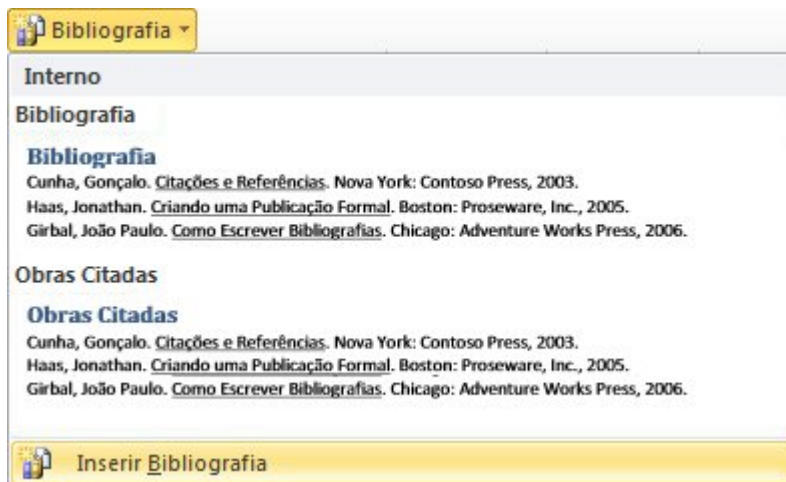 Bibliografia
Interno
Bibliografia
Bibliografia
Cunha, Gonçalo. Citações e Referências. Nova York: Contoso Press, 2003.
Haas, Jonathan. Criando uma Publicação Formal. Boston: Proseware, Inc., 2005.
Girbal, João Paulo. Como Escrever Bibliografias. Chicago: Adventure Works Press, 2006.
Obras Citadas
Obras Citadas
Cunha, Gonçalo. Citações e Referências. Nova York: Contoso Press, 2003.
Haas, Jonathan. Criando uma Publicação Formal. Boston: Proseware, Inc., 2005.
Girbal, João Paulo. Como Escrever Bibliografias. Chicago: Adventure Works Press, 2006.
Inserir Bibliografia